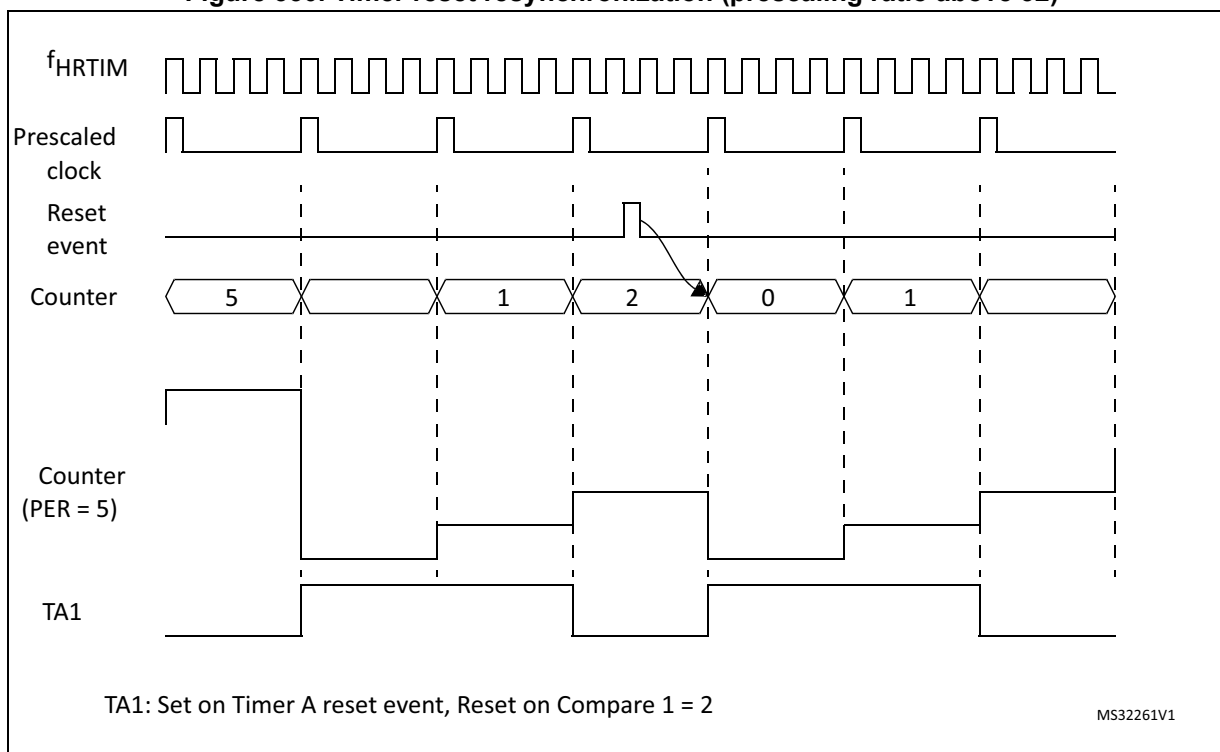 fHRTIM
Prescaled
clock
Reset
event
Counter 5 1 2 0 1
Counter
(PER = 5)
TA1
TA1: Set on Timer A reset event, Reset on Compare 1 = 2
MS32261V1